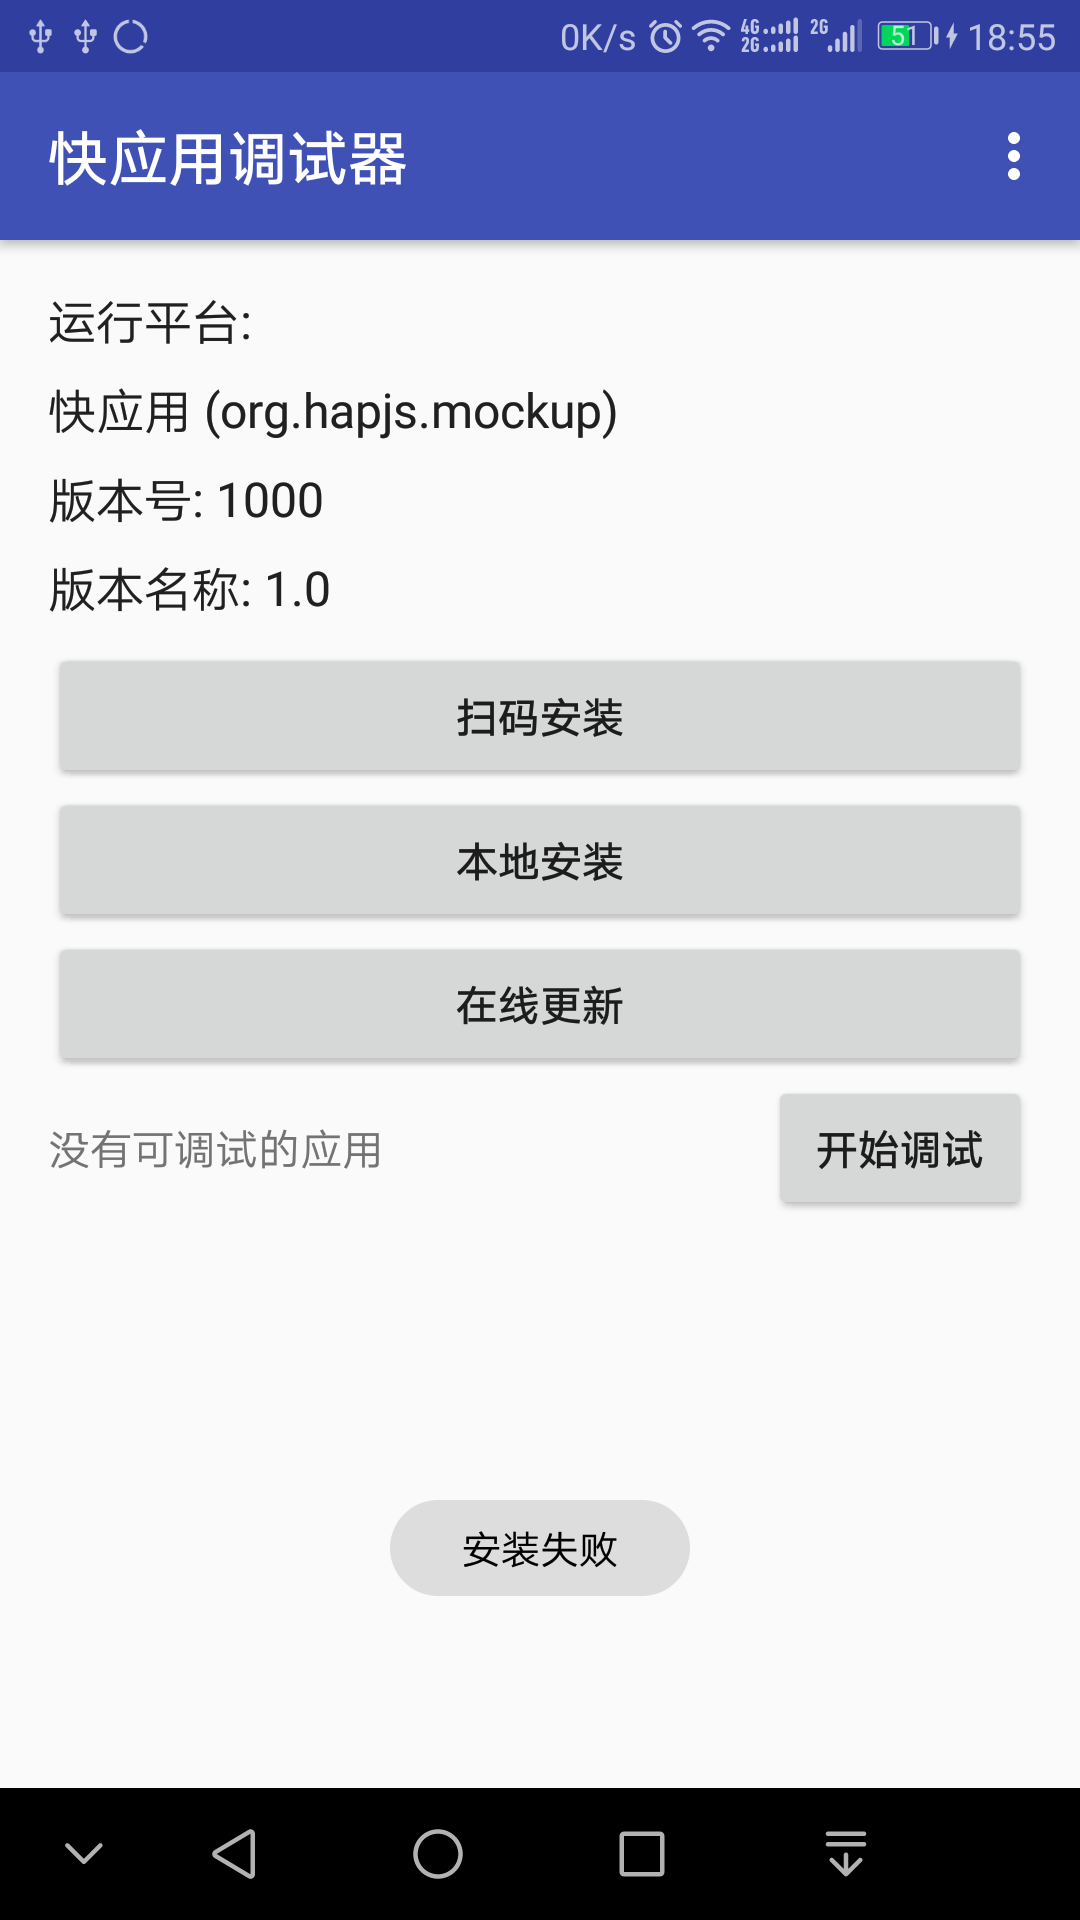 0K/s 4G 2G 2G 51 18:55
快应用调试器
运行平台:
快应用 (org.hapjs.mockup)
版本号: 1000
版本名称: 1.0
扫码安装
本地安装
在线更新
没有可调试的应用 开始调试
安装失败